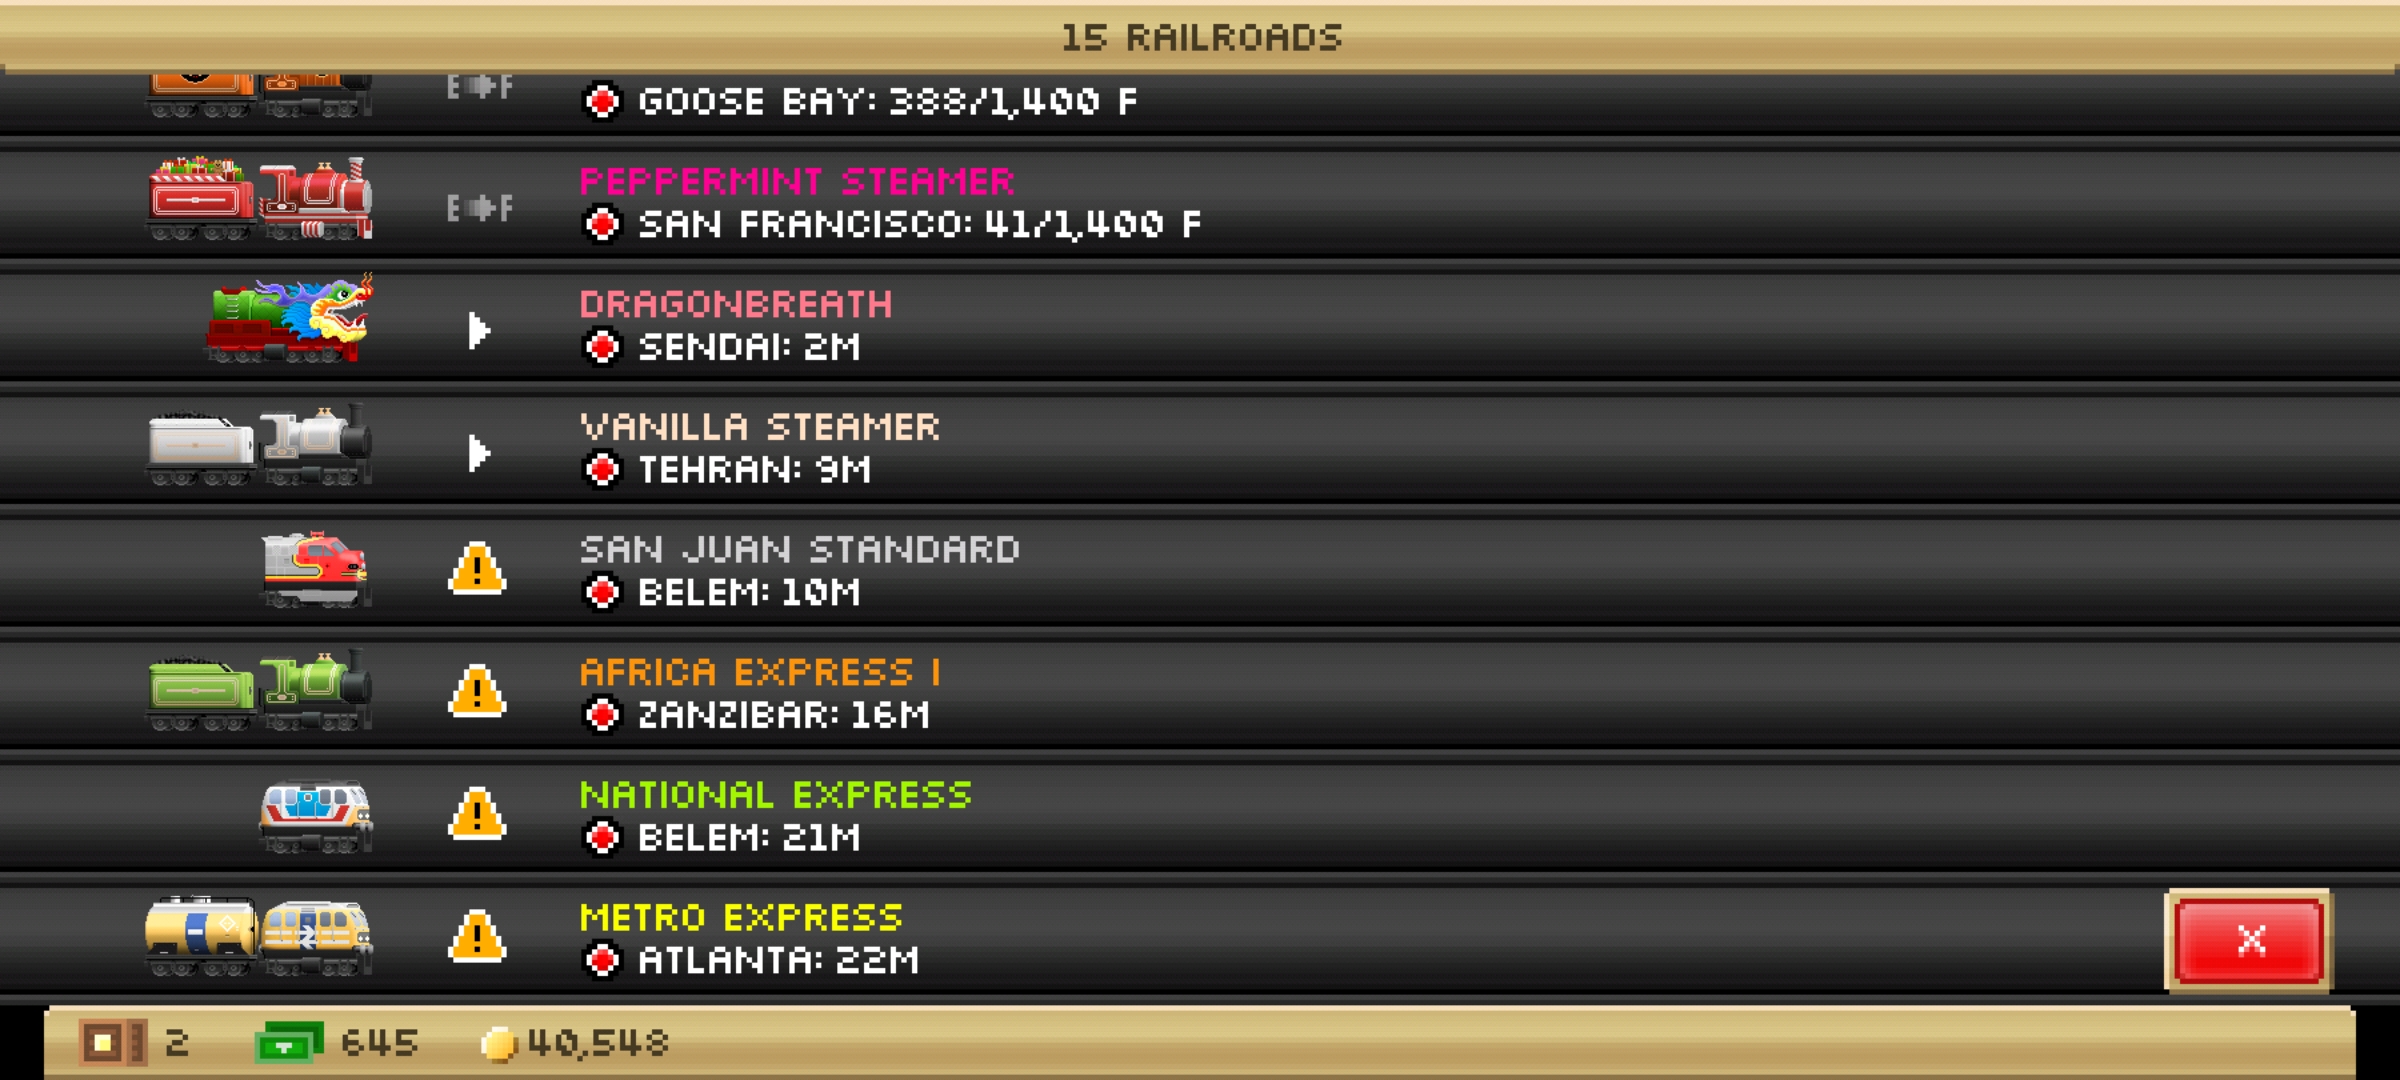 15 RAILROADS
E F
GOOSE BAY: 388/1,400 F
PEPPERMINT STEAMER
E F
SAN FRANCISCO: 41/1,400 F
DRAGONBREATH
SENDAI: 2M
VANILLA STEAMER
TEHRAN: 9M
SAN JUAN STANDARD
BELEM: 10M
AFRICA EXPRESS I
ZANZIBAR: 16M
NATIONAL EXPRESS
BELEM: 21M
METRO EXPRESS
ATLANTA: 22M
X
2 645 40,548